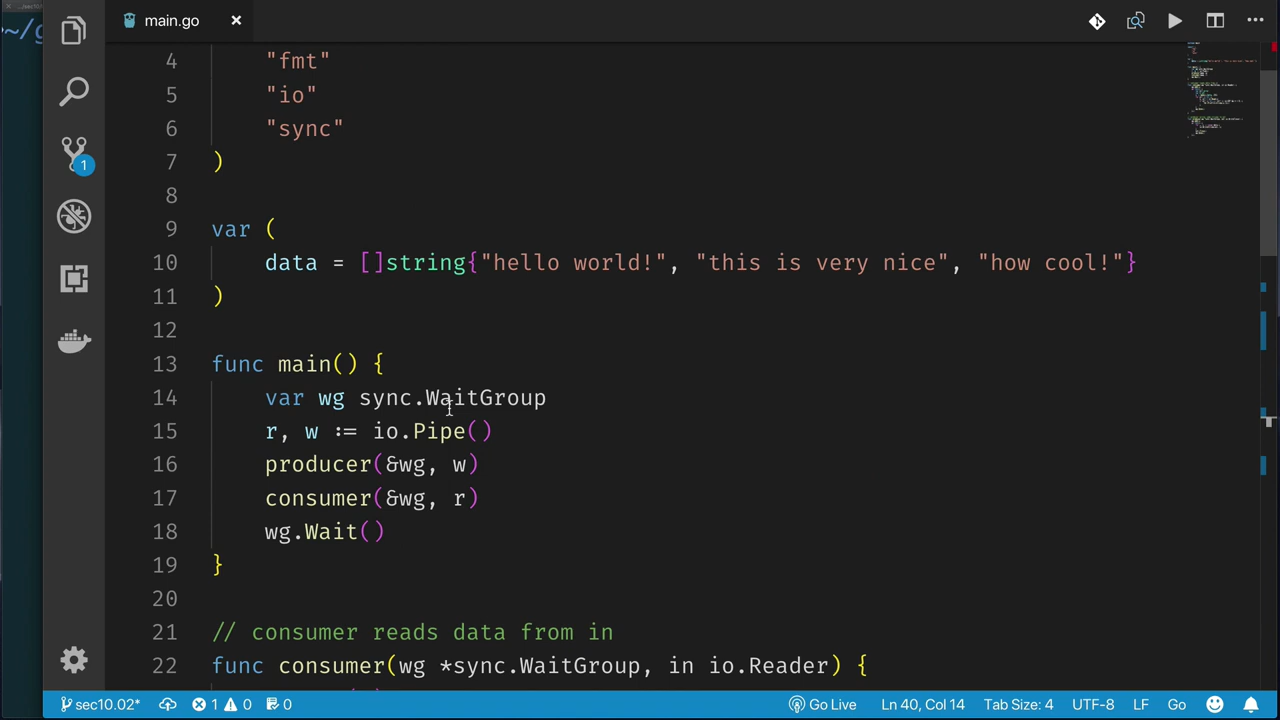 .../sec10.
~/g
main.go
4 "fmt"
5 "io"
6 "sync"
7 )
8
9 var (
10 data = []string{"hello world!", "this is very nice", "how cool!"}
11 )
12
13 func main() {
14 var wg sync.WaitGroup
15 r, w := io.Pipe()
16 producer(&wg, w)
17 consumer(&wg, r)
18 wg.Wait()
19 }
20
21 // consumer reads data from in
22 func consumer(wg *sync.WaitGroup, in io.Reader) {
1
sec10.02* 1 0 0 Go Live Ln 40, Col 14 Tab Size: 4 UTF-8 LF Go